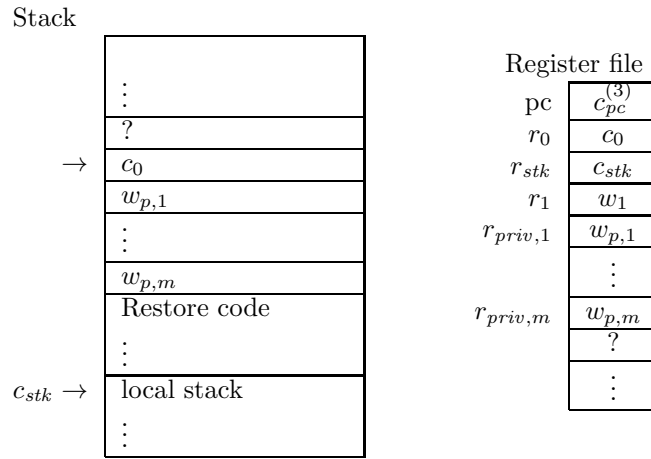 Stack
⋮
?
→ c_0
w_{p,1}
⋮
w_{p,m}
Restore code
⋮
c_{stk} → local stack
⋮
Register file
pc c_{pc}^{(3)}
r_0 c_0
r_{stk} c_{stk}
r_1 w_1
r_{priv,1} w_{p,1}
⋮
r_{priv,m} w_{p,m}
?
⋮